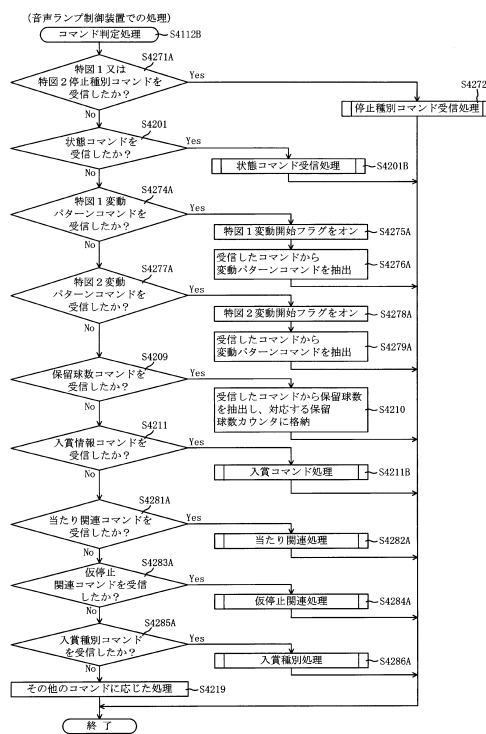 (音声ランプ制御装置での処理)
コマンド判定処理
S4112B
S4271A
特図1又は
特図2停止種別コマンドを
受信したか?
Yes
No
S4272
停止種別コマンド受信処理
S4201
状態コマンドを
受信したか?
Yes
No
状態コマンド受信処理
S4201B
S4274A
特図1変動
パターンコマンドを
受信したか?
Yes
No
特図1変動開始フラグをオン
S4275A
受信したコマンドから
変動パターンコマンドを抽出
S4276A
S4277A
特図2変動
パターンコマンドを
受信したか?
Yes
No
特図2変動開始フラグをオン
S4278A
受信したコマンドから
変動パターンコマンドを抽出
S4279A
S4209
保留球数コマンドを
受信したか?
Yes
No
受信したコマンドから保留球数
を抽出し、対応する保留
球数カウンタに格納
S4210
S4211
入賞情報コマンドを
受信したか?
Yes
No
入賞コマンド処理
S4211B
S4281A
当たり関連コマンドを
受信したか?
Yes
No
当たり関連処理
S4282A
S4283A
仮停止
関連コマンドを受信
したか?
Yes
No
仮停止関連処理
S4284A
S4285A
入賞種別コマンド
を受信したか?
Yes
No
入賞種別処理
S4286A
その他のコマンドに応じた処理
S4219
終了